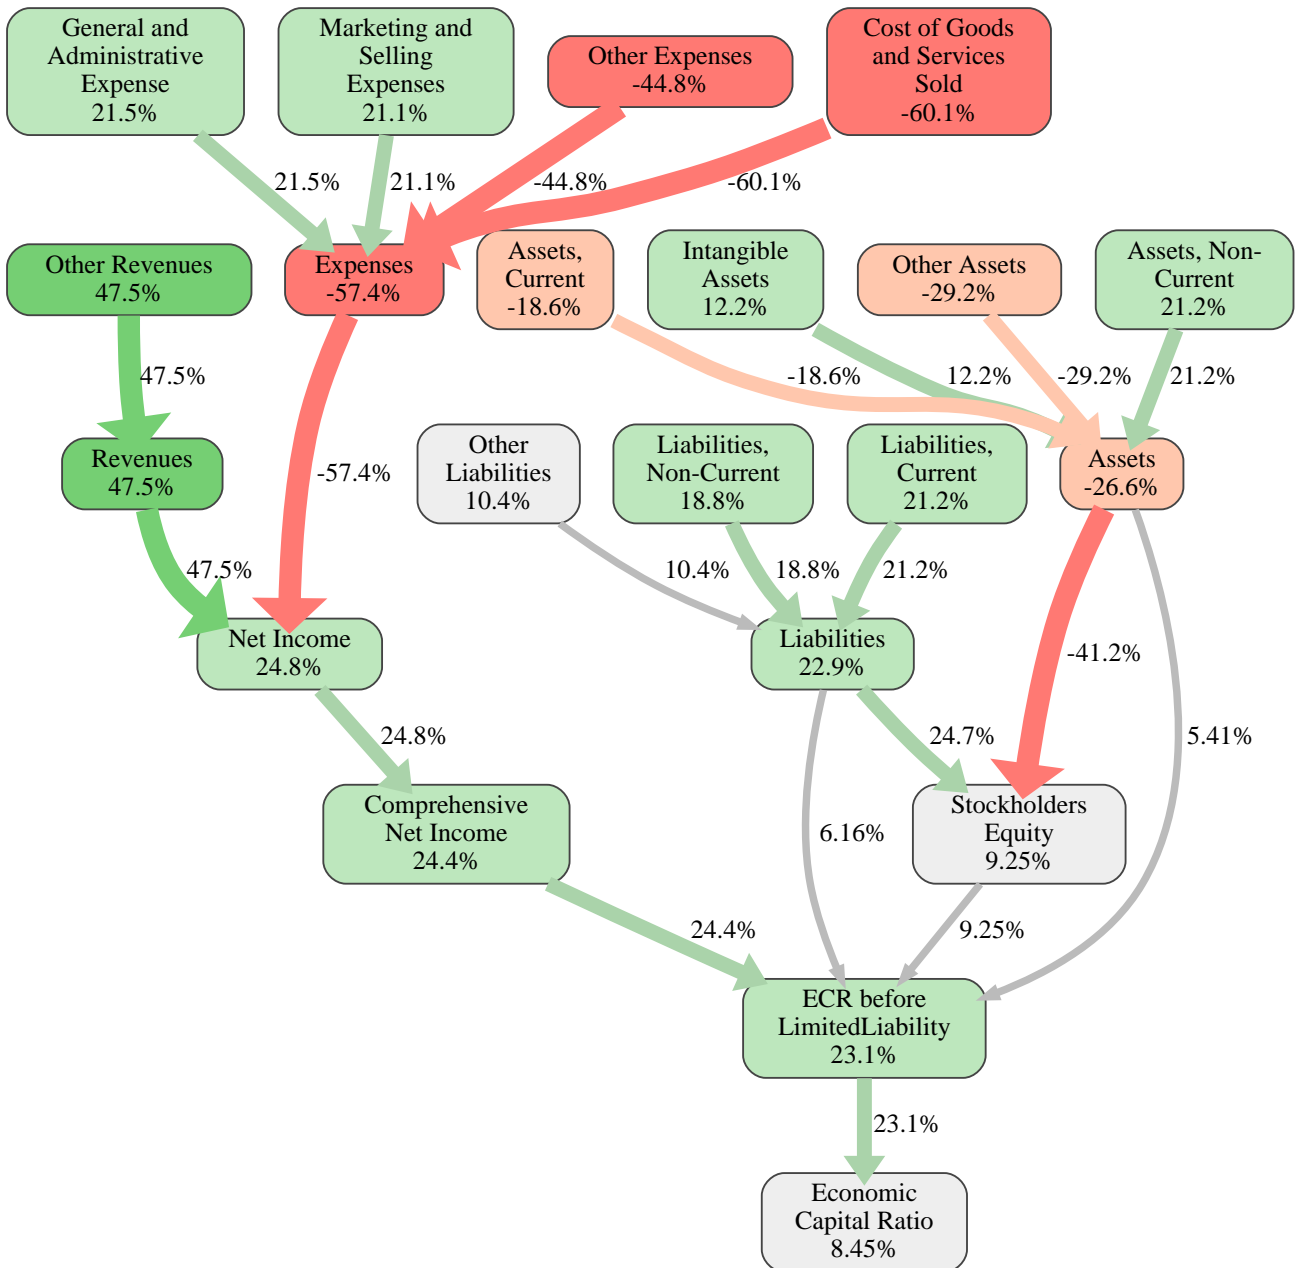 General and
Administrative
Expense
21.5%
Marketing and
Selling
Expenses
21.1%
Other Expenses
-44.8%
Cost of Goods
and Services
Sold
-60.1%
21.5%
21.1%
-44.8%
-60.1%
Other Revenues
47.5%
Expenses
-57.4%
Assets,
Current
-18.6%
Intangible
Assets
12.2%
Other Assets
-29.2%
Assets, Non-
Current
21.2%
47.5%
-18.6%
12.2%
-29.2%
21.2%
Revenues
47.5%
-57.4%
Other
Liabilities
10.4%
Liabilities,
Non-Current
18.8%
Liabilities,
Current
21.2%
Assets
-26.6%
47.5%
10.4%
18.8%
21.2%
Net Income
24.8%
Liabilities
22.9%
-41.2%
24.8%
24.7%
5.41%
Comprehensive
Net Income
24.4%
6.16%
Stockholders
Equity
9.25%
24.4%
9.25%
ECR before
LimitedLiability
23.1%
23.1%
Economic
Capital Ratio
8.45%